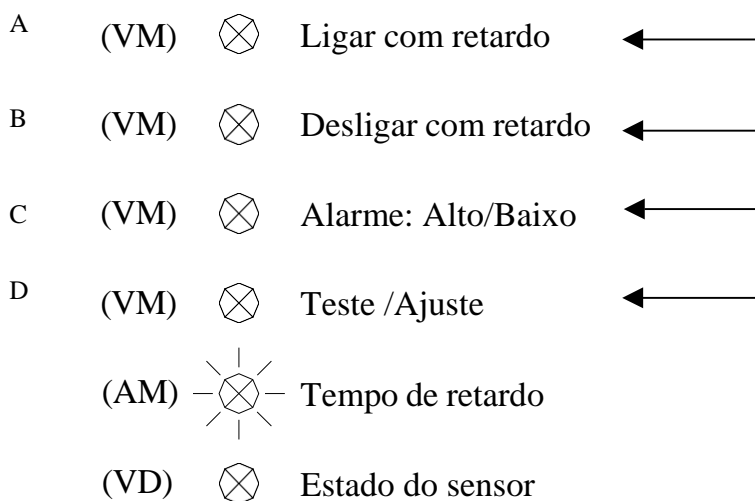 A (VM) Ligar com retardo
B (VM) Desligar com retardo
C (VM) Alarme: Alto/Baixo
D (VM) Teste /Ajuste
(AM) Tempo de retardo
(VD) Estado do sensor